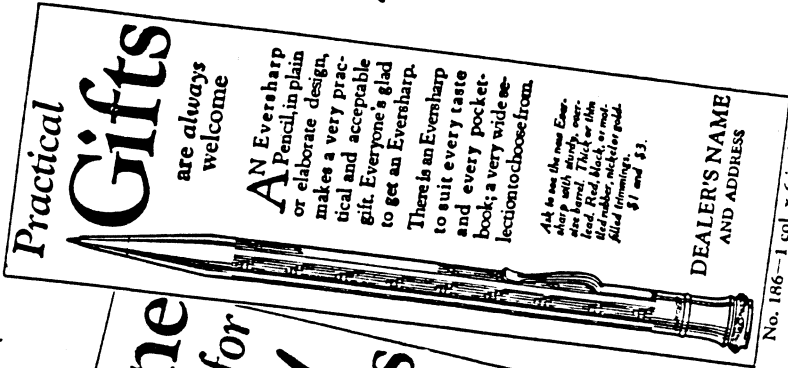 Practical
Gifts
are always
welcome
AN Eversharp
Pencil, in plain
or elaborate design,
makes a very prac-
tical and acceptable
gift. Everyone's glad
to get an Eversharp.
There is an Eversharp
to suit every taste
and every pocket-
book; a very wide se-
lection to choose from.
Ask to see the new Ever-
sharp with sturdy, over-
size barrel. Thick or thin
lead. Red, black, or mot-
tled rubber, nickel or gold-
filled trimmings.
$1 and $3.
DEALER'S NAME
AND ADDRESS
No. 186—1 col. x
ne
for
s